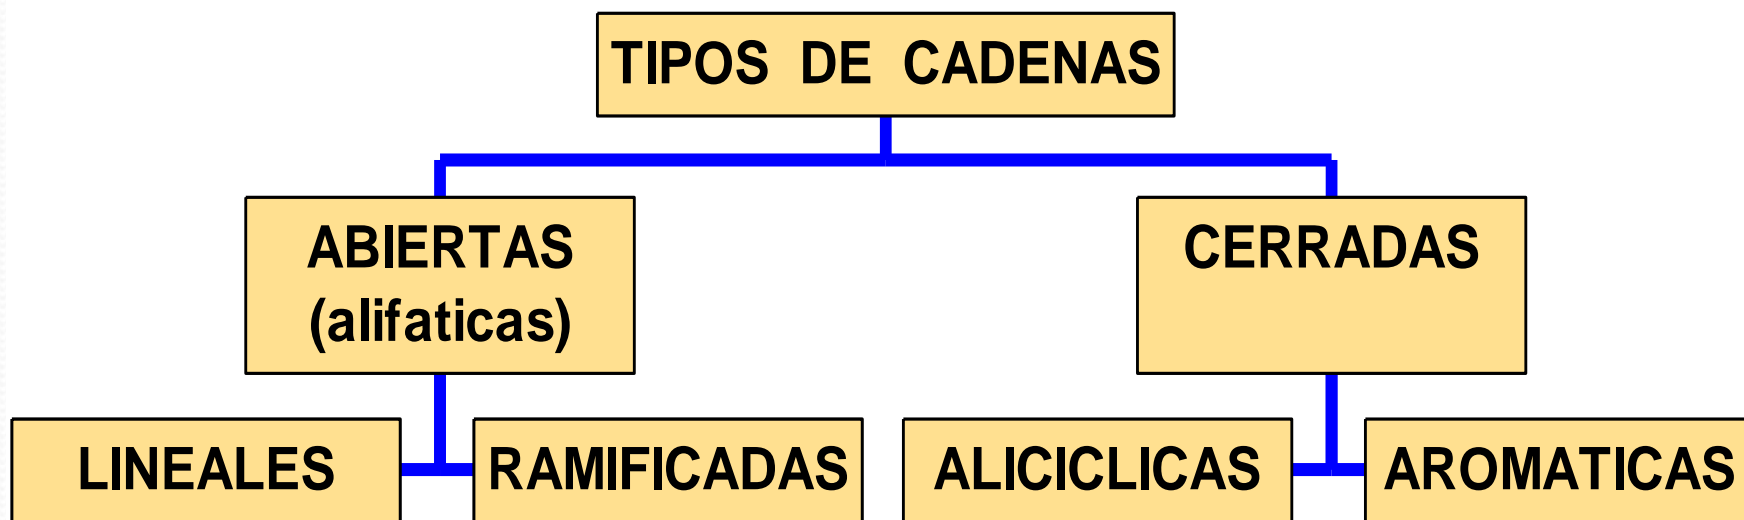 TIPOS DE CADENAS
ABIERTAS
(alifaticas)
CERRADAS
LINEALES
RAMIFICADAS
ALICICLICAS
AROMATICAS